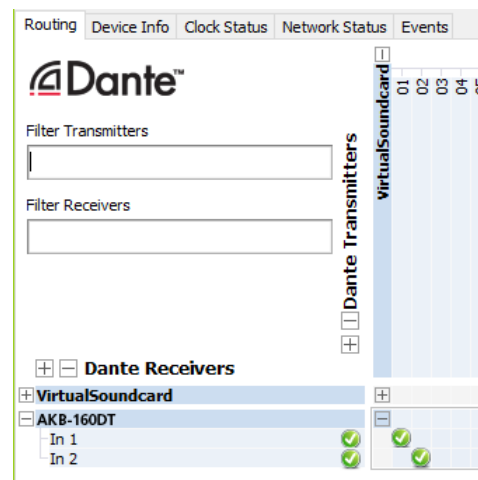 Routing Device Info Clock Status Network Status Events
Dante™
Filter Transmitters
Filter Receivers
Dante Transmitters
VirtualSoundcard
01 02 03 04
Dante Receivers
VirtualSoundcard
AKB-160DT
In 1
In 2